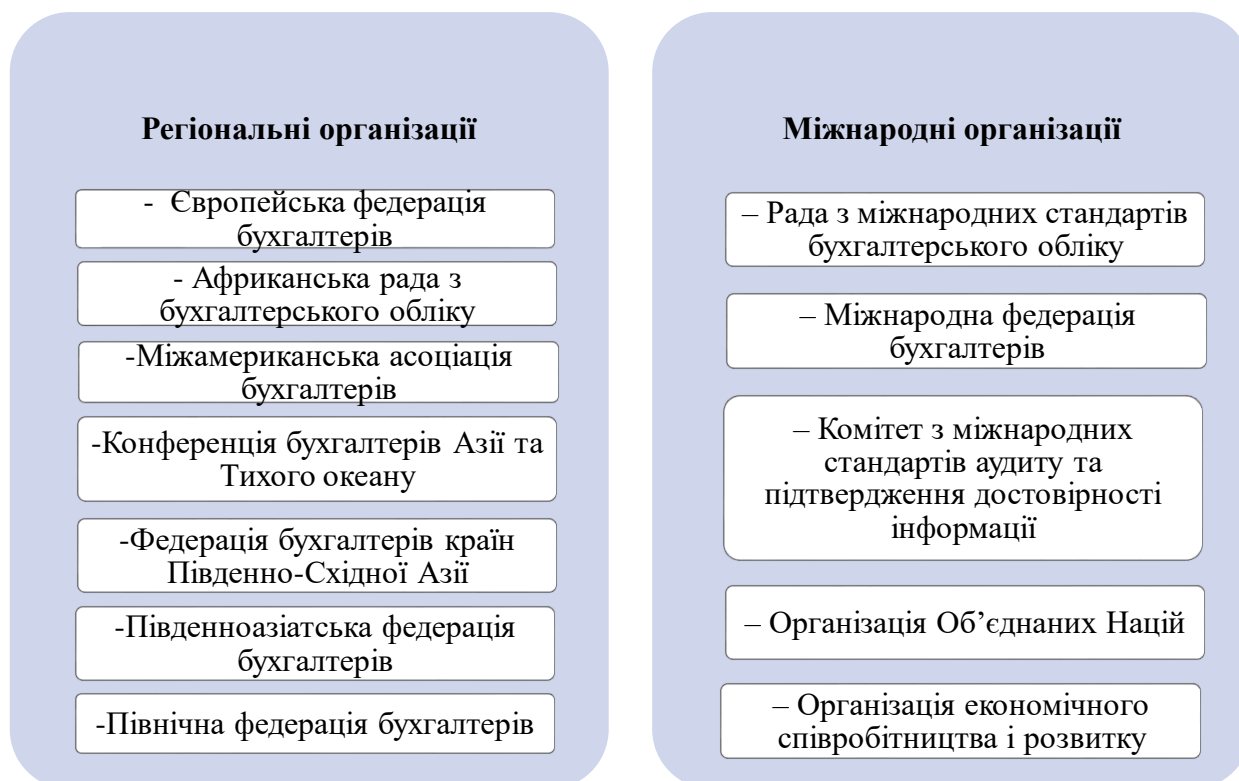 Регіональні організації
- Європейська федерація
бухгалтерів
- Африканська рада з
бухгалтерського обліку
-Міжамериканська асоціація
бухгалтерів
-Конференція бухгалтерів Азії та
Тихого океану
-Федерація бухгалтерів країн
Південно-Східної Азії
-Південноазіатська федерація
бухгалтерів
-Північна федерація бухгалтерів
Міжнародні організації
– Рада з міжнародних стандартів
бухгалтерського обліку
– Міжнародна федерація
бухгалтерів
– Комітет з міжнародних
стандартів аудиту та
підтвердження достовірності
інформації
– Організація Об’єднаних Націй
– Організація економічного
співробітництва і розвитку